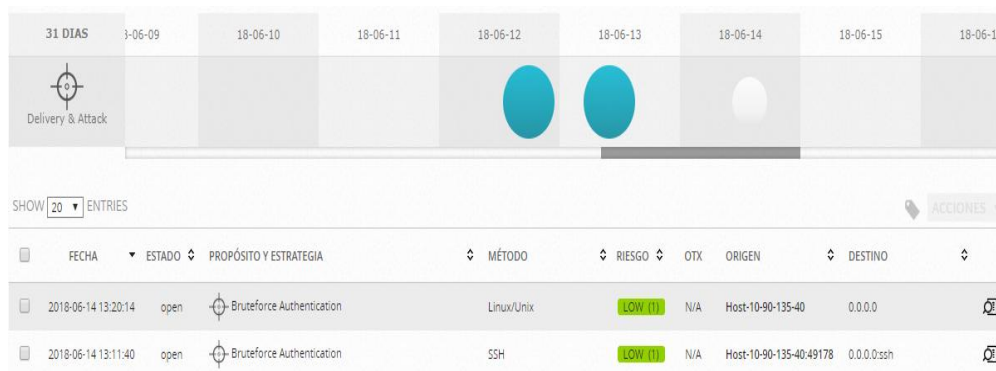 31 DIAS 3-06-09 18-06-10 18-06-11 18-06-12 18-06-13 18-06-14 18-06-15 18-06-1
Delivery & Attack
SHOW 20 ENTRIES ACCIONES
FECHA ESTADO PROPÓSITO Y ESTRATEGIA MÉTODO RIESGO OTX ORIGEN DESTINO
2018-06-14 13:20:14 open Bruteforce Authentication Linux/Unix LOW (1) N/A Host-10-90-135-40 0.0.0.0
2018-06-14 13:11:40 open Bruteforce Authentication SSH LOW (1) N/A Host-10-90-135-40:49178 0.0.0.0:ssh